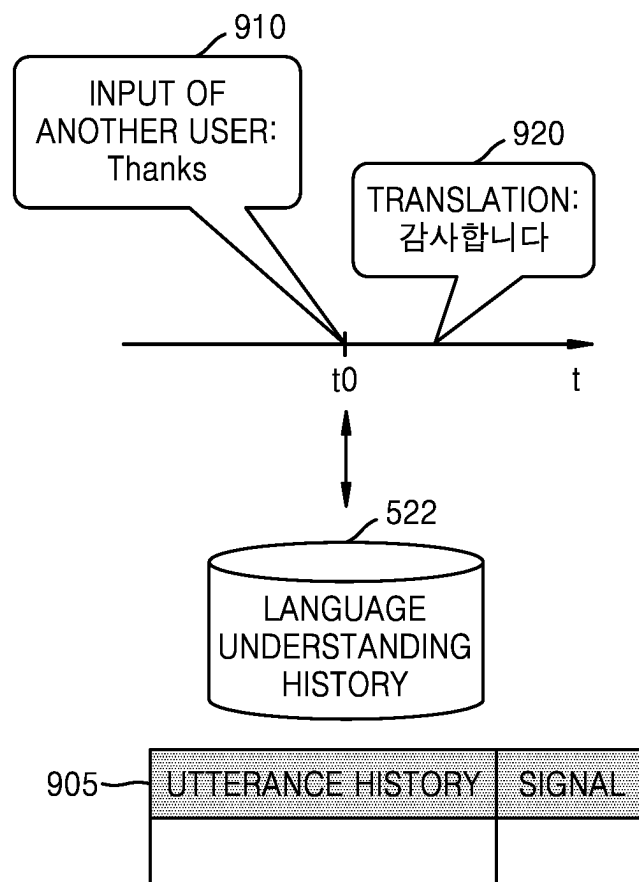 910
INPUT OF
ANOTHER USER:
Thanks
920
TRANSLATION:
감사합니다
t0
t
522
LANGUAGE
UNDERSTANDING
HISTORY
905
UTTERANCE HISTORY SIGNAL